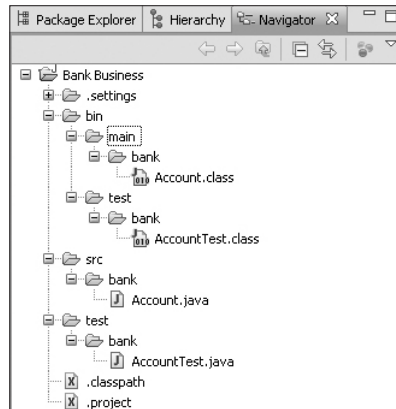 Package Explorer Hierarchy Navigator
Bank Business
.settings
bin
main
bank
Account.class
test
bank
AccountTest.class
src
bank
Account.java
test
bank
AccountTest.java
.classpath
.project